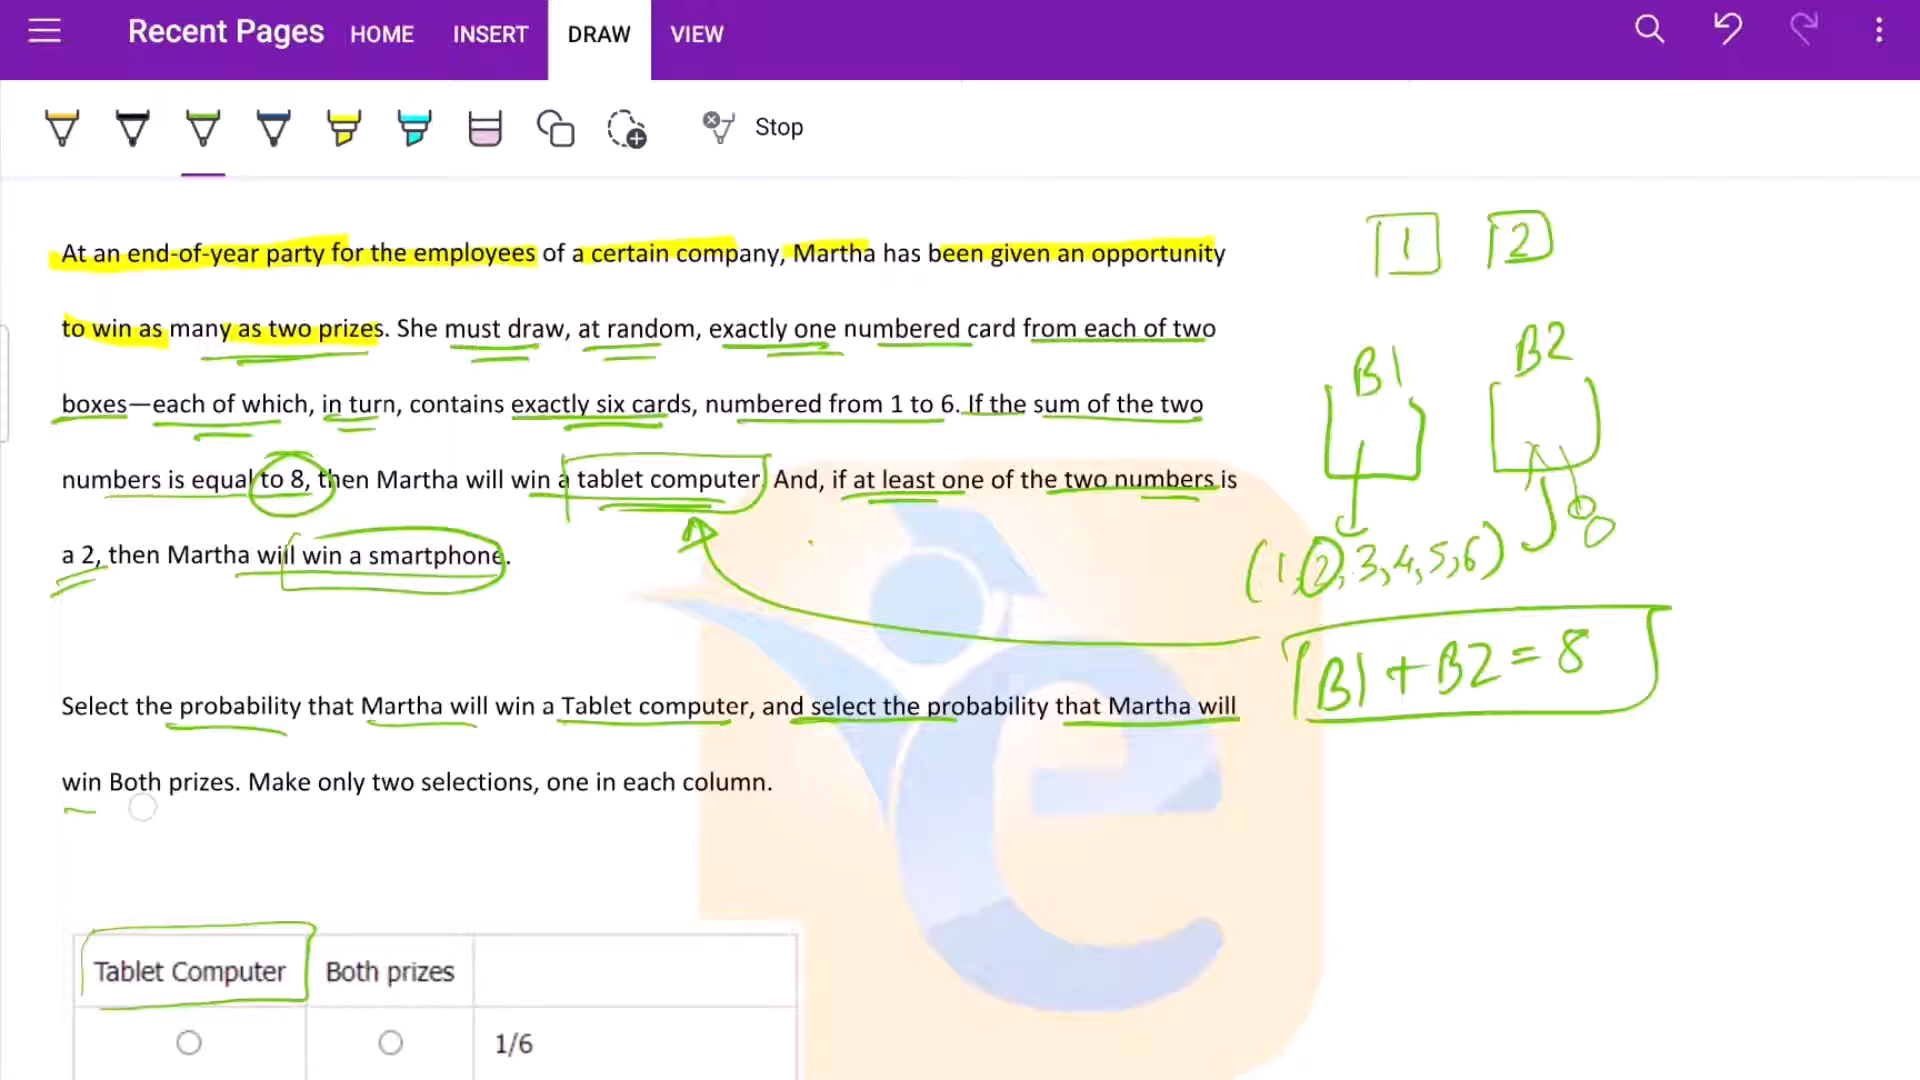 Recent Pages HOME INSERT DRAW VIEW
Stop
At an end-of-year party for the employees of a certain company, Martha has been given an opportunity
to win as many as two prizes. She must draw, at random, exactly one numbered card from each of two
boxes—each of which, in turn, contains exactly six cards, numbered from 1 to 6. If the sum of the two
numbers is equal to 8, then Martha will win a tablet computer. And, if at least one of the two numbers is
a 2, then Martha will win a smartphone.
Select the probability that Martha will win a Tablet computer, and select the probability that Martha will
win Both prizes. Make only two selections, one in each column.
Tablet Computer Both prizes
1/6
1 2
B1 B2
(1,2,3,4,5,6)
B1+B2=8